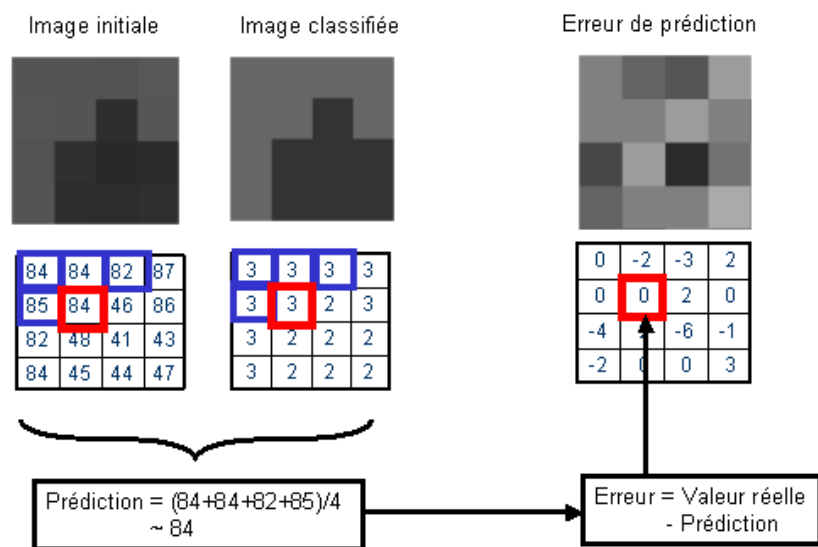 Image initiale Image classifiée Erreur de prédiction
84 84 82 87
85 84 46 86
82 48 41 43
84 45 44 47
3 3 3 3
3 3 2 3
3 2 2 2
3 2 2 2
0 -2 -3 2
0 0 2 0
-4 -6 -1
-2 0 0 3
Prédiction = (84+84+82+85)/4
~ 84
Erreur = Valeur réelle
- Prédiction